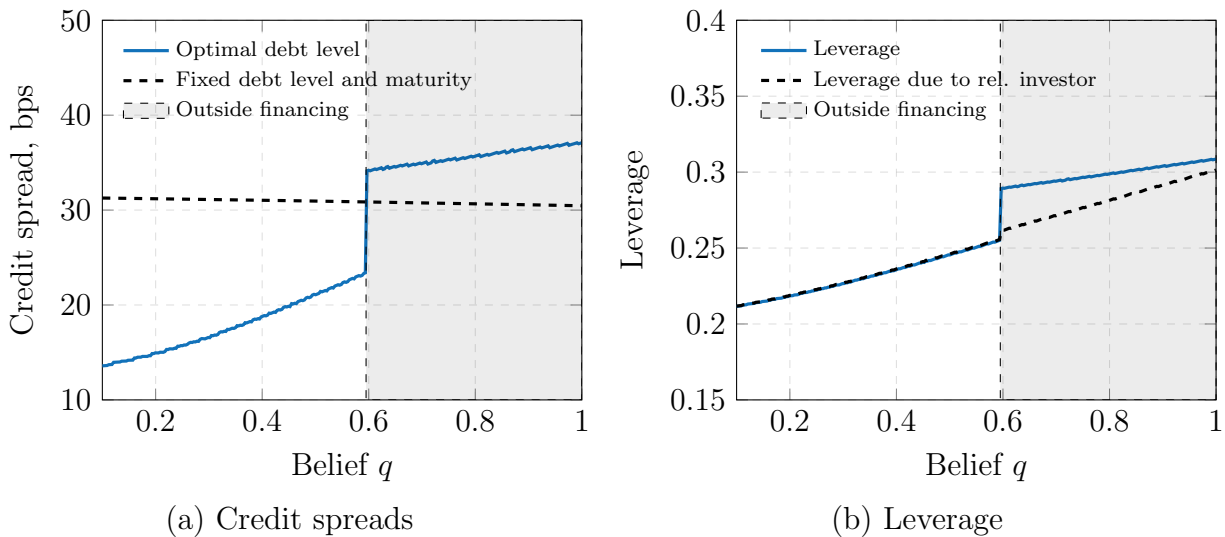 50
40
30
20
10
Credit spread, bps
Optimal debt level
Fixed debt level and maturity
Outside financing
0.2
0.4
0.6
0.8
1
Belief q
(a) Credit spreads
0.4
0.35
0.3
0.25
0.2
0.15
Leverage
Leverage
Leverage due to rel. investor
Outside financing
0.2
0.4
0.6
0.8
1
Belief q
(b) Leverage